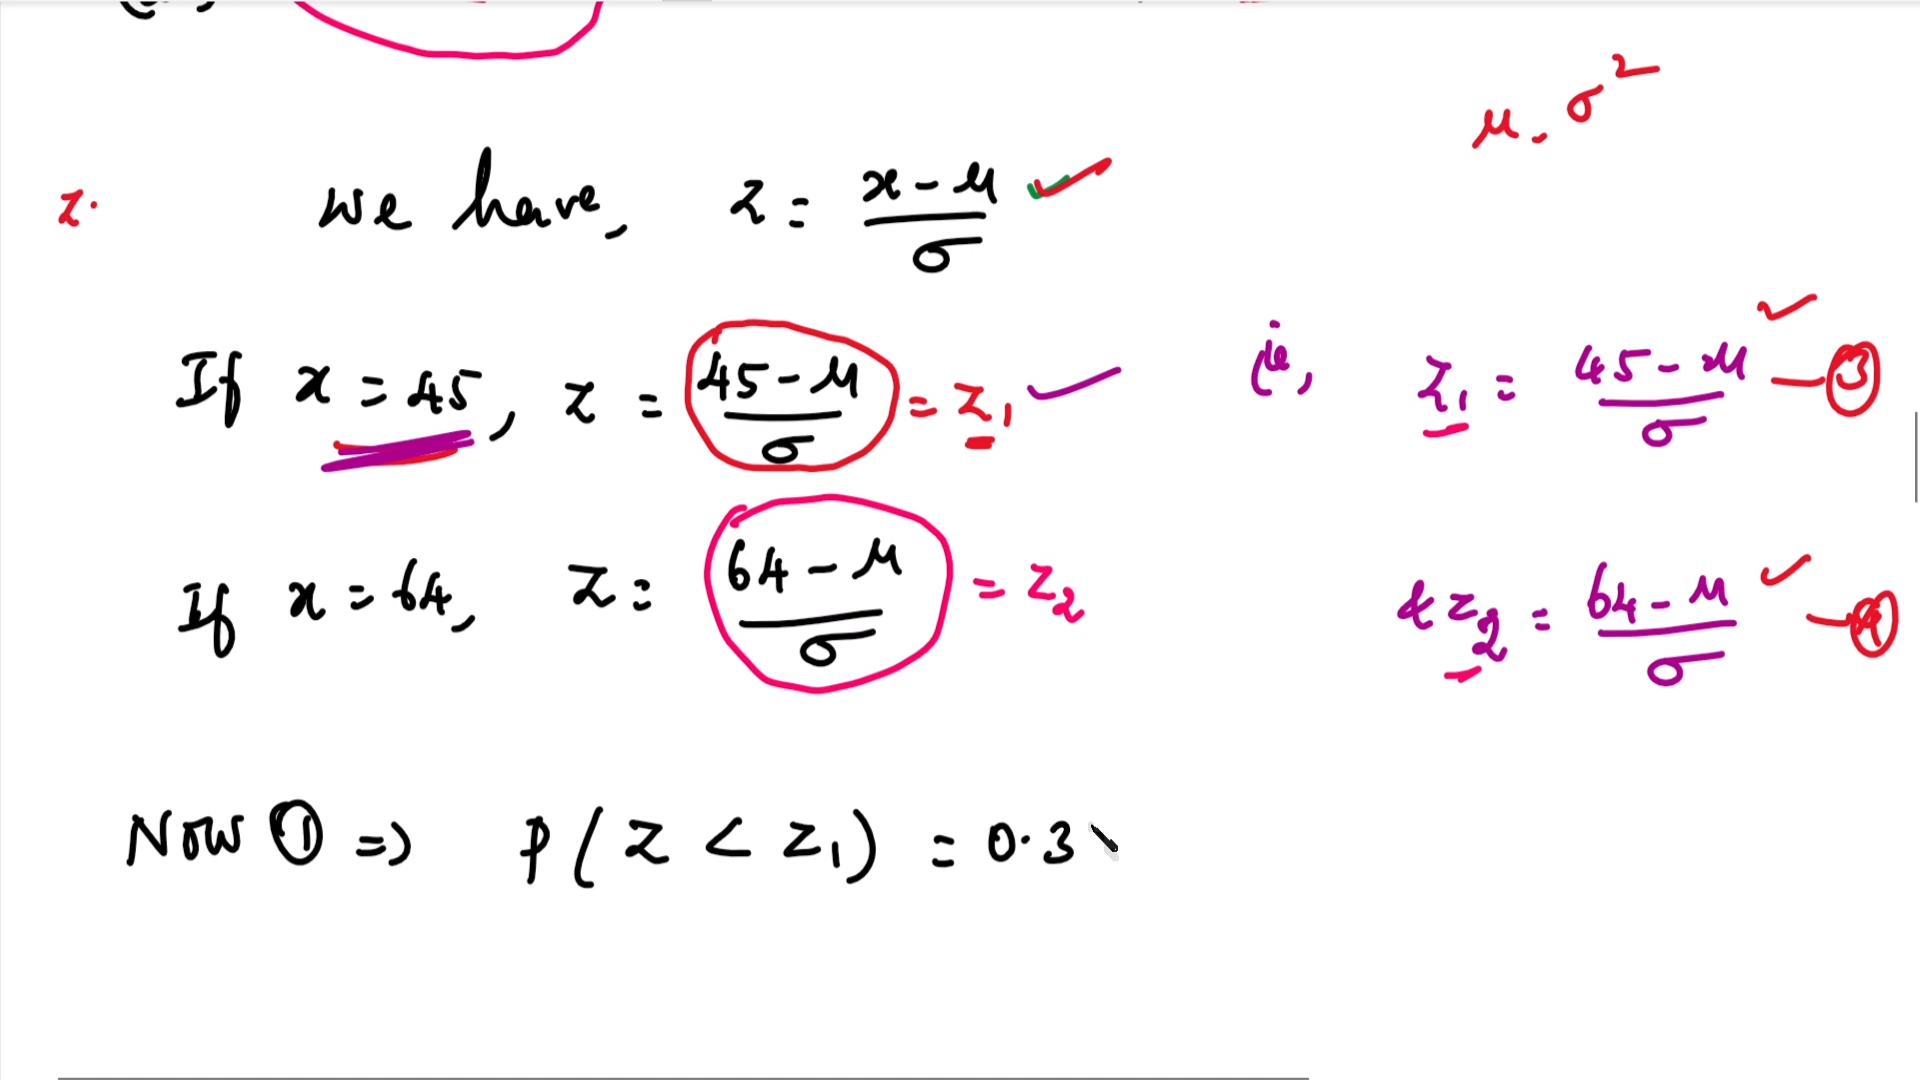 μ, σ²
z. We have, z = (x - μ)/σ
If x = 45, z = (45 - μ)/σ = z₁ ie, z₁ = (45 - μ)/σ — ③
If x = 64, z = (64 - μ)/σ = z₂ & z₂ = (64 - μ)/σ — ④
Now ① => P(z < z₁) = 0.3